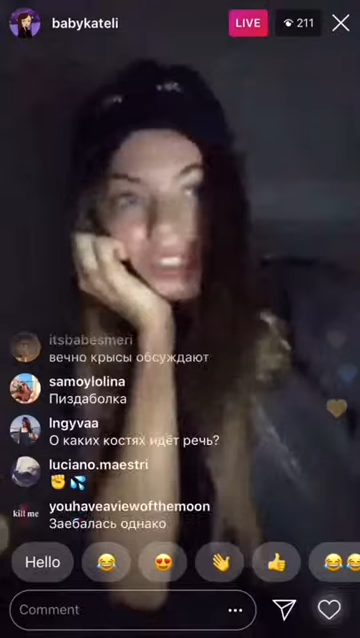 babykateli
LIVE
211
itsbabesmeri
вечно крысы обсуждают
samoylolina
Пиздаболка
lngyvaa
О каких костях идёт речь?
luciano.maestri
✊💦
kill me
youhaveaviewofthemoon
Заебалась однако
Hello
😂
😍
👋
👍
😂😂
Comment